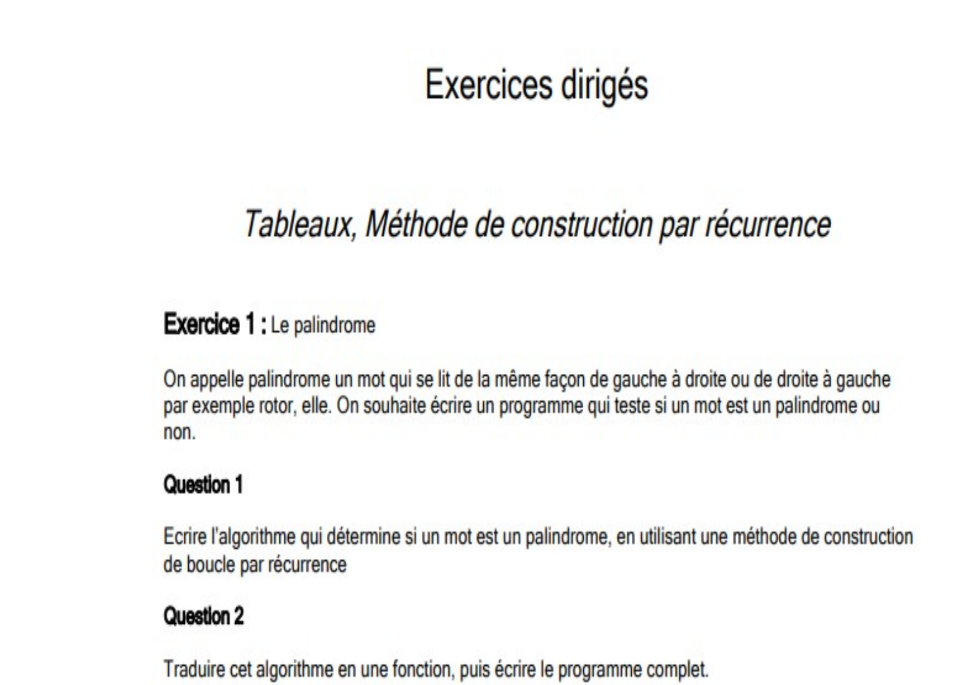 Exercices dirigés
Tableaux, Méthode de construction par récurrence
Exercice 1 : Le palindrome
On appelle palindrome un mot qui se lit de la même façon de gauche à droite ou de droite à gauche
par exemple rotor, elle. On souhaite écrire un programme qui teste si un mot est un palindrome ou
non.
Question 1
Ecrire l'algorithme qui détermine si un mot est un palindrome, en utilisant une méthode de construction
de boucle par récurrence
Question 2
Traduire cet algorithme en une fonction, puis écrire le programme complet.